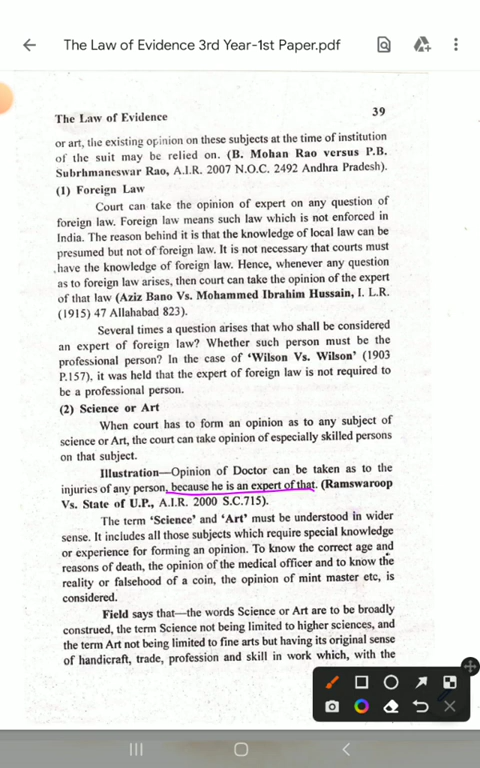 The Law of Evidence 3rd Year-1st Paper.pdf
The Law of Evidence 39
or art, the existing opinion on these subjects at the time of institution
of the suit may be relied on. (B. Mohan Rao versus P.B.
Subrhmaneswar Rao, A.I.R. 2007 N.O.C. 2492 Andhra Pradesh).
(1) Foreign Law
Court can take the opinion of expert on any question of
foreign law. Foreign law means such law which is not enforced in
India. The reason behind it is that the knowledge of local law can be
presumed but not of foreign law. It is not necessary that courts must
have the knowledge of foreign law. Hence, whenever any question
as to foreign law arises, then court can take the opinion of the expert
of that law (Aziz Bano Vs. Mohammed Ibrahim Hussain, I. L.R.
(1915) 47 Allahabad 823).
Several times a question arises that who shall be considered
an expert of foreign law? Whether such person must be the
professional person? In the case of ‘Wilson Vs. Wilson’ (1903
P.157), it was held that the expert of foreign law is not required to
be a professional person.
(2) Science or Art
When court has to form an opinion as to any subject of
science or Art, the court can take opinion of especially skilled persons
on that subject.
Illustration—Opinion of Doctor can be taken as to the
injuries of any person, because he is an expert of that. (Ramswaroop
Vs. State of U.P., A.I.R. 2000 S.C.715).
The term ‘Science’ and ‘Art’ must be understood in wider
sense. It includes all those subjects which require special knowledge
or experience for forming an opinion. To know the correct age and
reasons of death, the opinion of the medical officer and to know the
reality or falsehood of a coin, the opinion of mint master etc, is
considered.
Field says that—the words Science or Art are to be broadly
construed, the term Science not being limited to higher sciences, and
the term Art not being limited to fine arts but having its original sense
of handicraft, trade, profession and skill in work which, with the